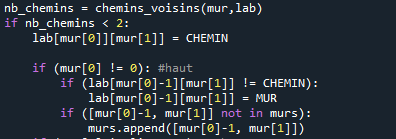 nb_chemins = chemins_voisins(mur,lab)
if nb_chemins < 2:
lab[mur[0]][mur[1]] = CHEMIN
if (mur[0] != 0): #haut
if (lab[mur[0]-1][mur[1]] != CHEMIN):
lab[mur[0]-1][mur[1]] = MUR
if ([mur[0]-1, mur[1]] not in murs):
murs.append([mur[0]-1, mur[1]])